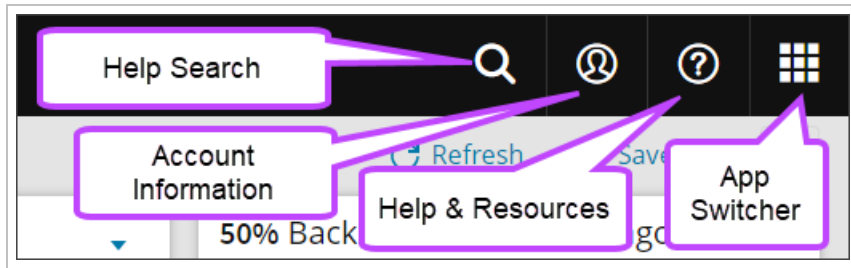 Help Search
Refresh
Account
Information
Help & Resources
App
Switcher
50% Back